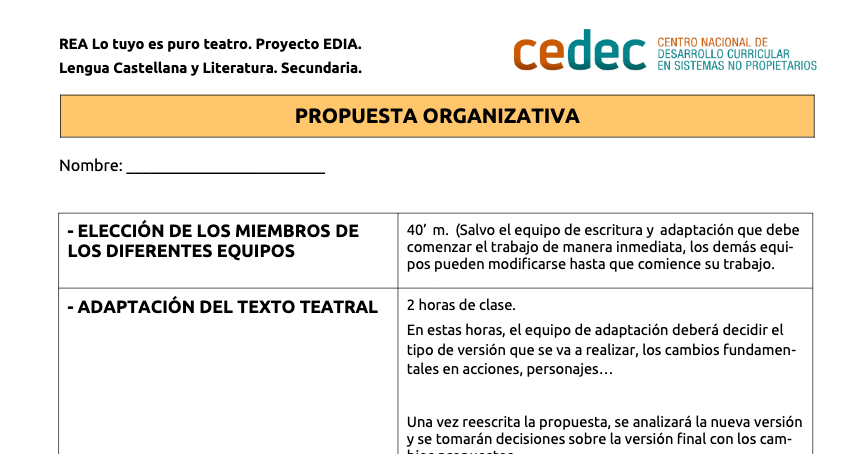 REA Lo tuyo es puro teatro. Proyecto EDIA.
Lengua Castellana y Literatura. Secundaria.
cedec
CENTRO NACIONAL DE
DESARROLLO CURRICULAR
EN SISTEMAS NO PROPIETARIOS
PROPUESTA ORGANIZATIVA
Nombre: ______________________
- ELECCIÓN DE LOS MIEMBROS DE
LOS DIFERENTES EQUIPOS
40’ m. (Salvo el equipo de escritura y adaptación que debe
comenzar el trabajo de manera inmediata, los demás equi-
pos pueden modificarse hasta que comience su trabajo.
- ADAPTACIÓN DEL TEXTO TEATRAL
2 horas de clase.
En estas horas, el equipo de adaptación deberá decidir el
tipo de versión que se va a realizar, los cambios fundamen-
tales en acciones, personajes…
Una vez reescrita la propuesta, se analizará la nueva versión
y se tomarán decisiones sobre la versión final con los cam-